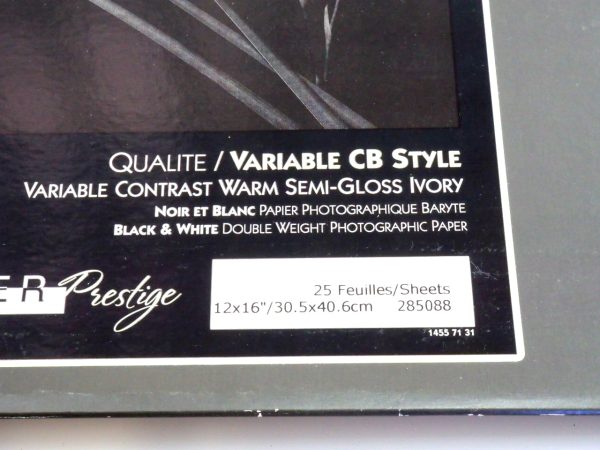 QUALITE / VARIABLE CB STYLE
VARIABLE CONTRAST WARM SEMI-GLOSS IVORY
NOIR ET BLANC PAPIER PHOTOGRAPHIQUE BARYTE
BLACK & WHITE DOUBLE WEIGHT PHOTOGRAPHIC PAPER
ER Prestige
25 Feuilles/Sheets
12x16"/30.5x40.6cm 285088
1455 71 31